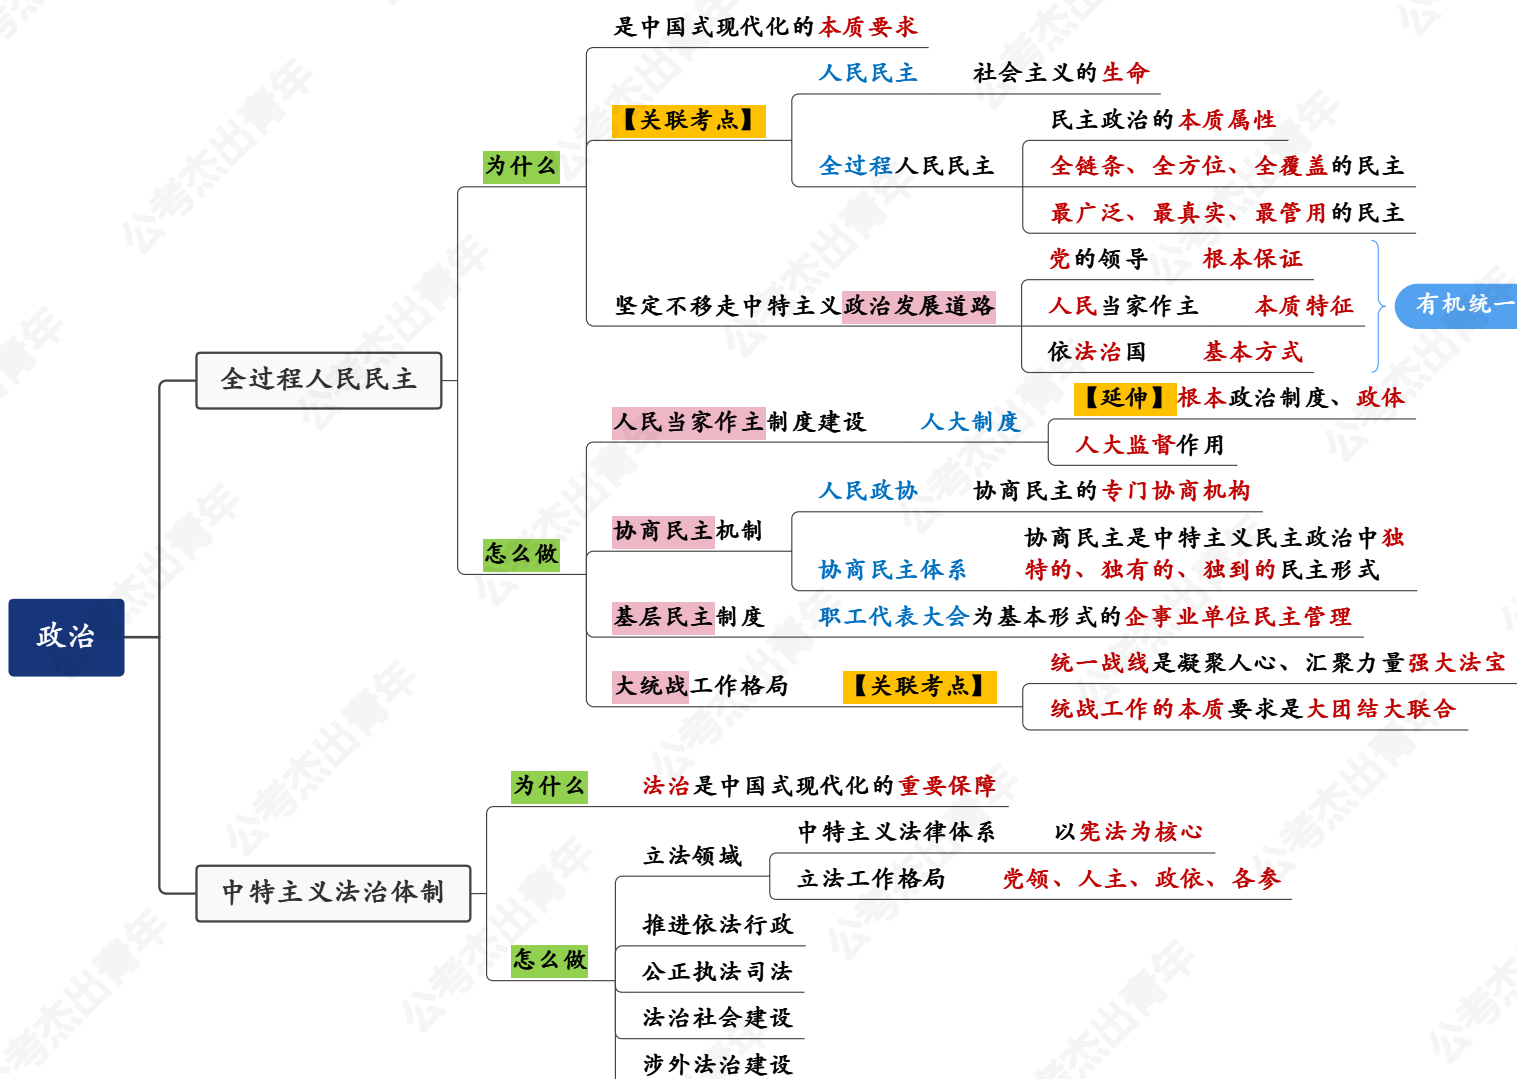 是中国式现代化的本质要求
人民民主 社会主义的生命
【关联考点】
民主政治的本质属性
为什么
全过程人民民主
全链条、全方位、全覆盖的民主
最广泛、最真实、最管用的民主
党的领导 根本保证
坚定不移走中特主义政治发展道路
人民当家作主 本质特征
有机统一
依法治国 基本方式
全过程人民民主
【延伸】根本政治制度、政体
人民当家作主制度建设 人大制度
人大监督作用
人民政协 协商民主的专门协商机构
协商民主机制
怎么做
协商民主体系
协商民主是中特主义民主政治中独
特的、独有的、独到的民主形式
基层民主制度 职工代表大会为基本形式的企事业单位民主管理
政治
统一战线是凝聚人心、汇聚力量强大法宝
大统战工作格局 【关联考点】
统战工作的本质要求是大团结大联合
为什么 法治是中国式现代化的重要保障
中特主义法律体系 以宪法为核心
立法领域
立法工作格局 党领、人主、政依、各参
中特主义法治体制
推进依法行政
怎么做
公正执法司法
法治社会建设
涉外法治建设
公考杰出青年